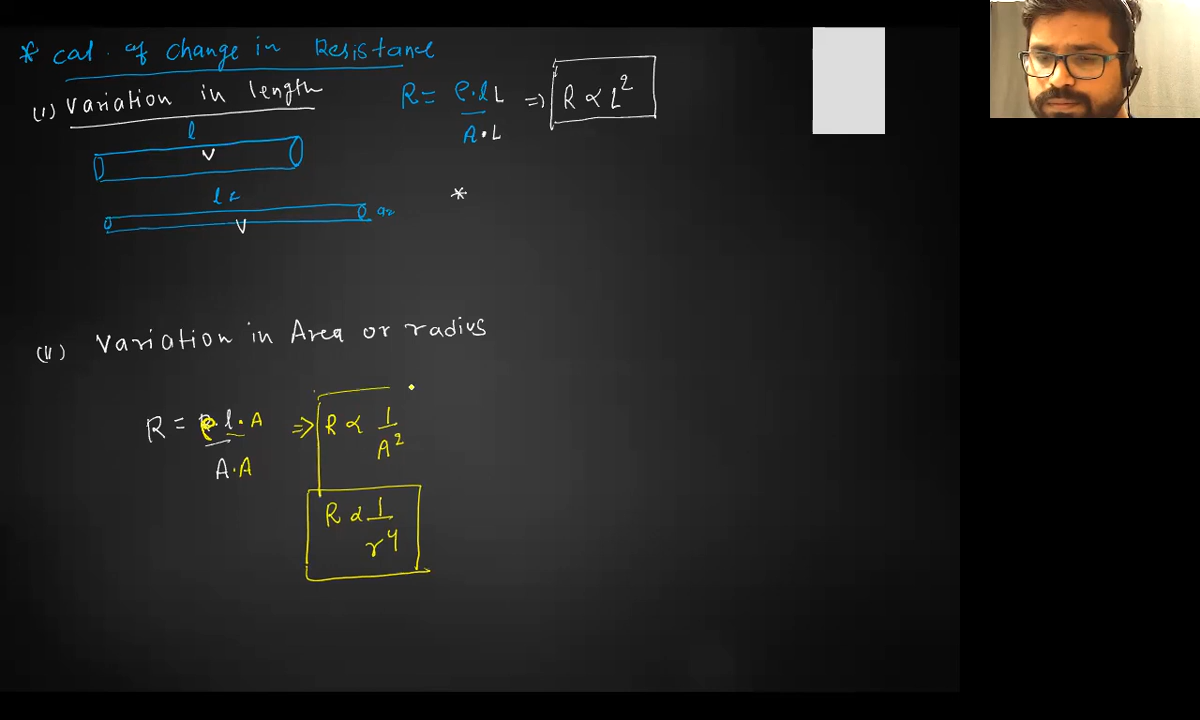 * cal. of change in Resistance
(i) Variation in length
R = ρ.l L / A.L ⇒ R ∝ L²
l
V
l
V
*
(ii) Variation in Area or radius
R = ρ.l.A / A.A ⇒ R ∝ 1/A²
R ∝ 1/r⁴